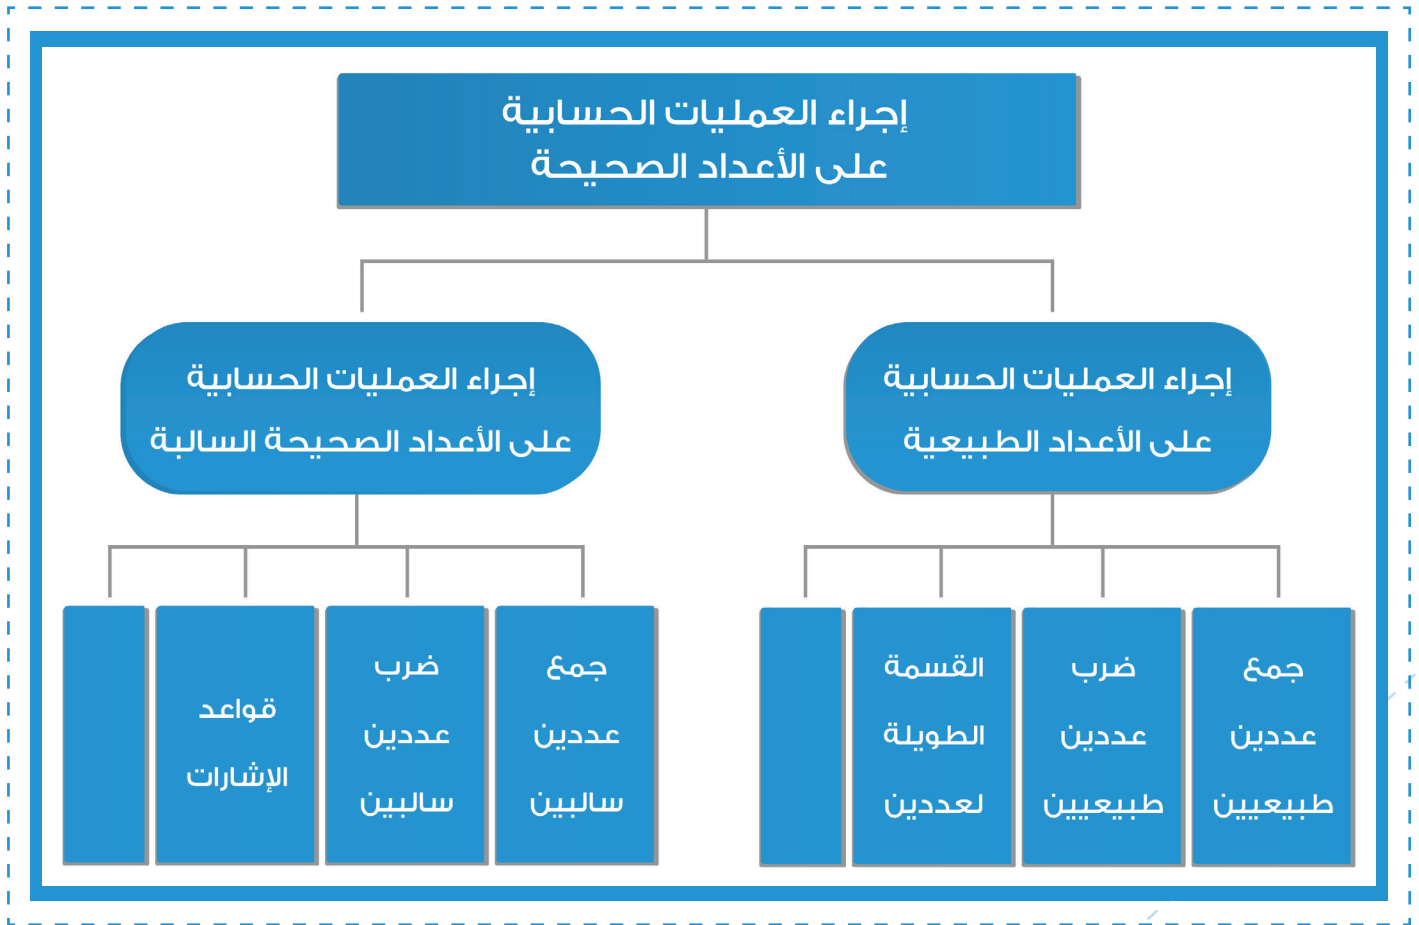 إجراء العمليات الحسابية
على الأعداد الصحيحة
إجراء العمليات الحسابية
على الأعداد الطبيعية
إجراء العمليات الحسابية
على الأعداد الصحيحة السالبة
جمع
عددين
طبيعيين
ضرب
عددين
طبيعيين
القسمة
الطويلة
لعددين
جمع
عددين
سالبين
ضرب
عددين
سالبين
قواعد
الإشارات